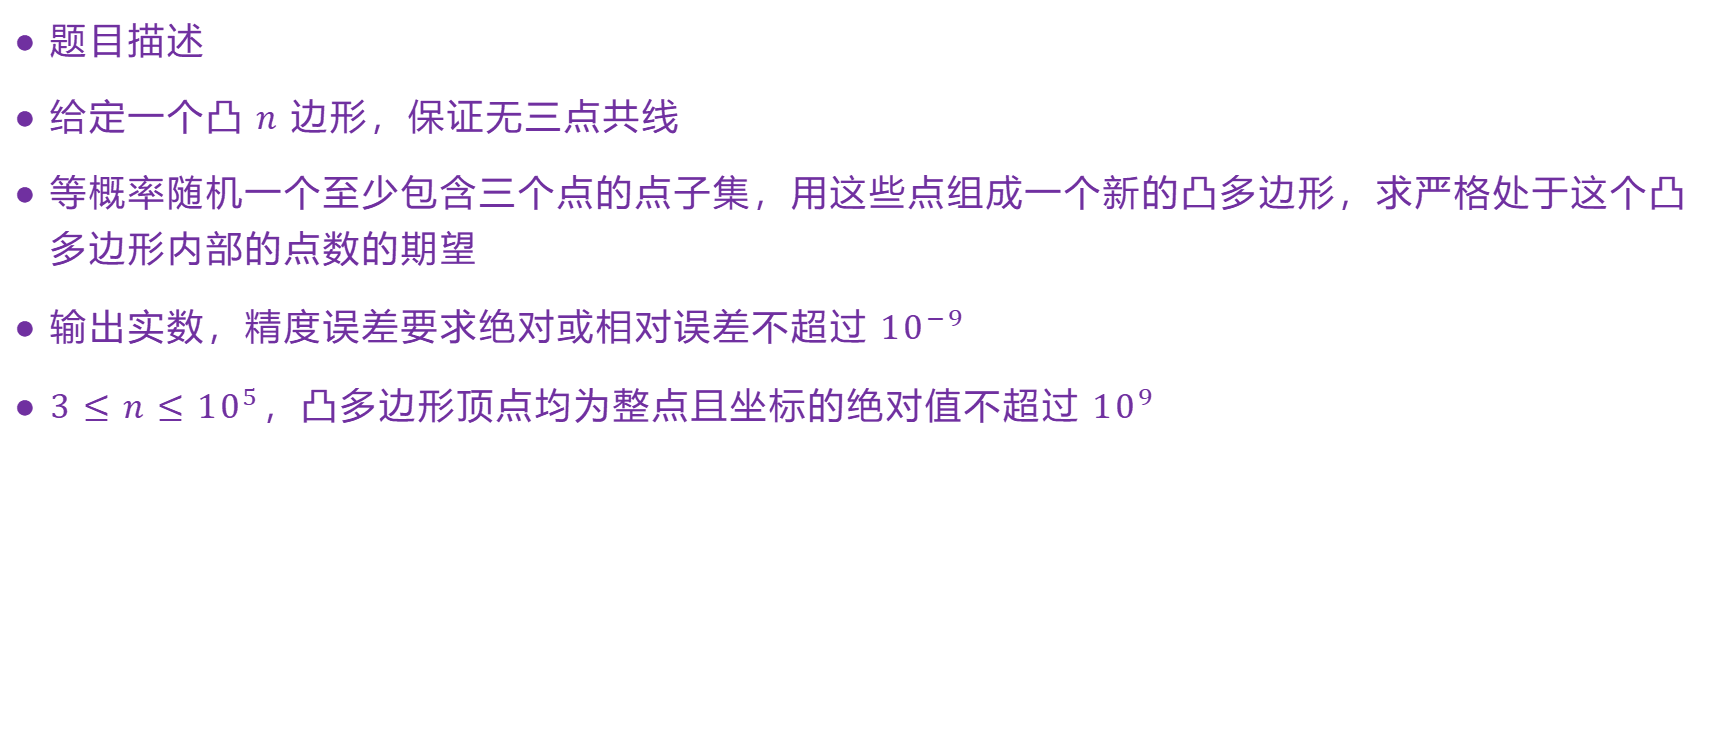 ● 题目描述
● 给定一个凸 n 边形，保证无三点共线
● 等概率随机一个至少包含三个点的点子集，用这些点组成一个新的凸多边形，求严格处于这个凸
多边形内部的点数的期望
● 输出实数，精度误差要求绝对或相对误差不超过 10⁻⁹
● 3 ≤ n ≤ 10⁵，凸多边形顶点均为整点且坐标的绝对值不超过 10⁹